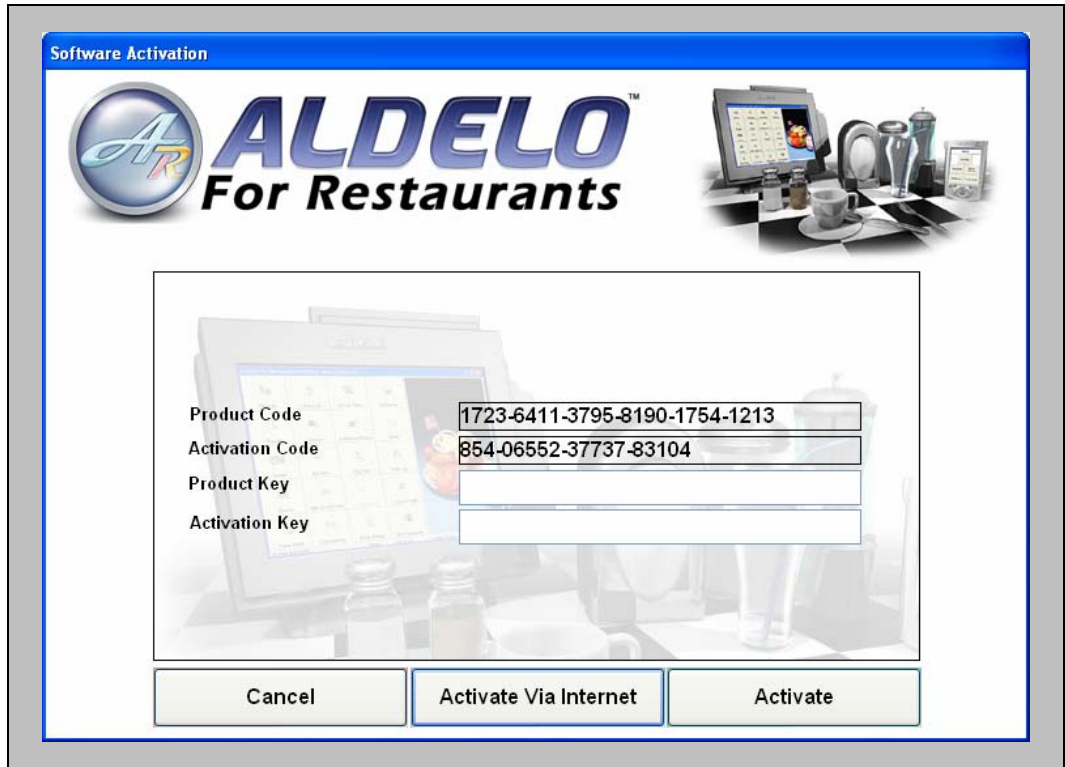 Software Activation
ALDELO™
For Restaurants
Product Code 1723-6411-3795-8190-1754-1213
Activation Code 854-06552-37737-83104
Product Key
Activation Key
Cancel Activate Via Internet Activate